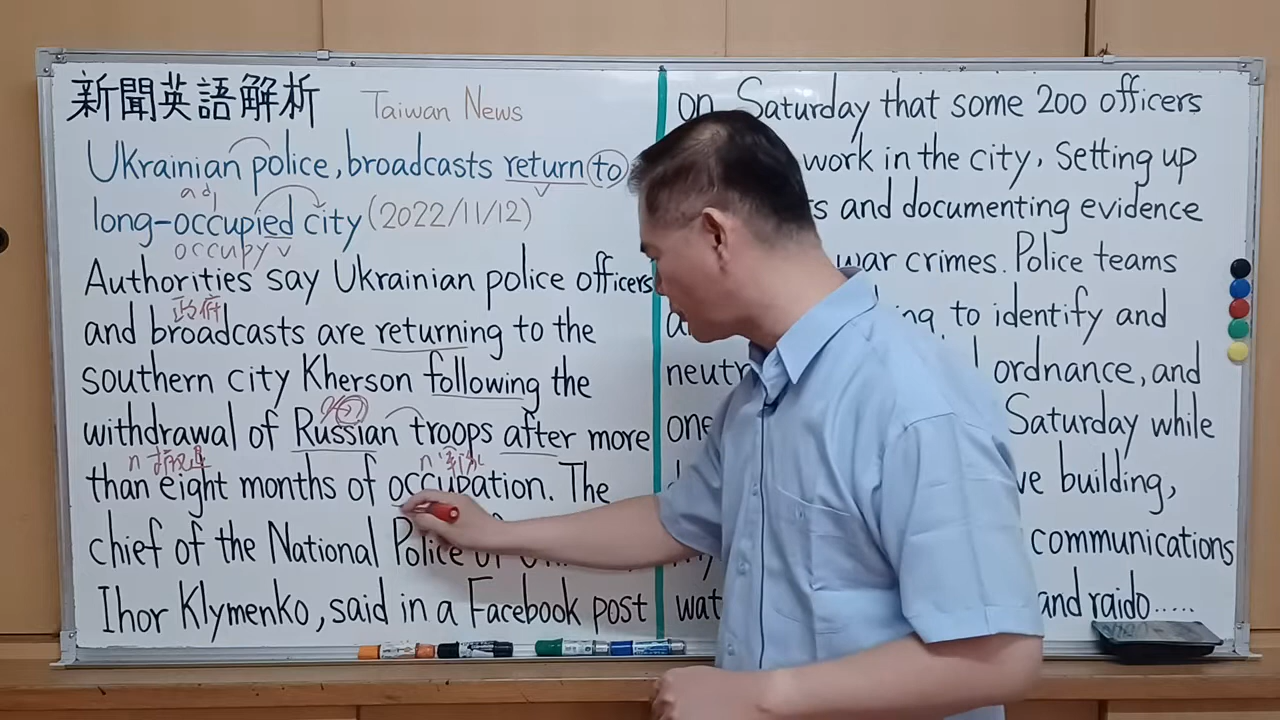 新聞英語解析 Taiwan News
Ukrainian police, broadcasts return to
adj
long-occupied city (2022/11/12)
occupy v
Authorities say Ukrainian police officers
政府
and broadcasts are returning to the
southern city Kherson following the
withdrawal of Russian troops after more
n 撤退 n
than eight months of occupation. The
chief of the National Police of
Ihor Klymenko, said in a Facebook post
on Saturday that some 200 officers
work in the city, setting up
and documenting evidence
war crimes. Police teams
to identify and
ordnance, and
one Saturday while
building,
communications
and raido.....